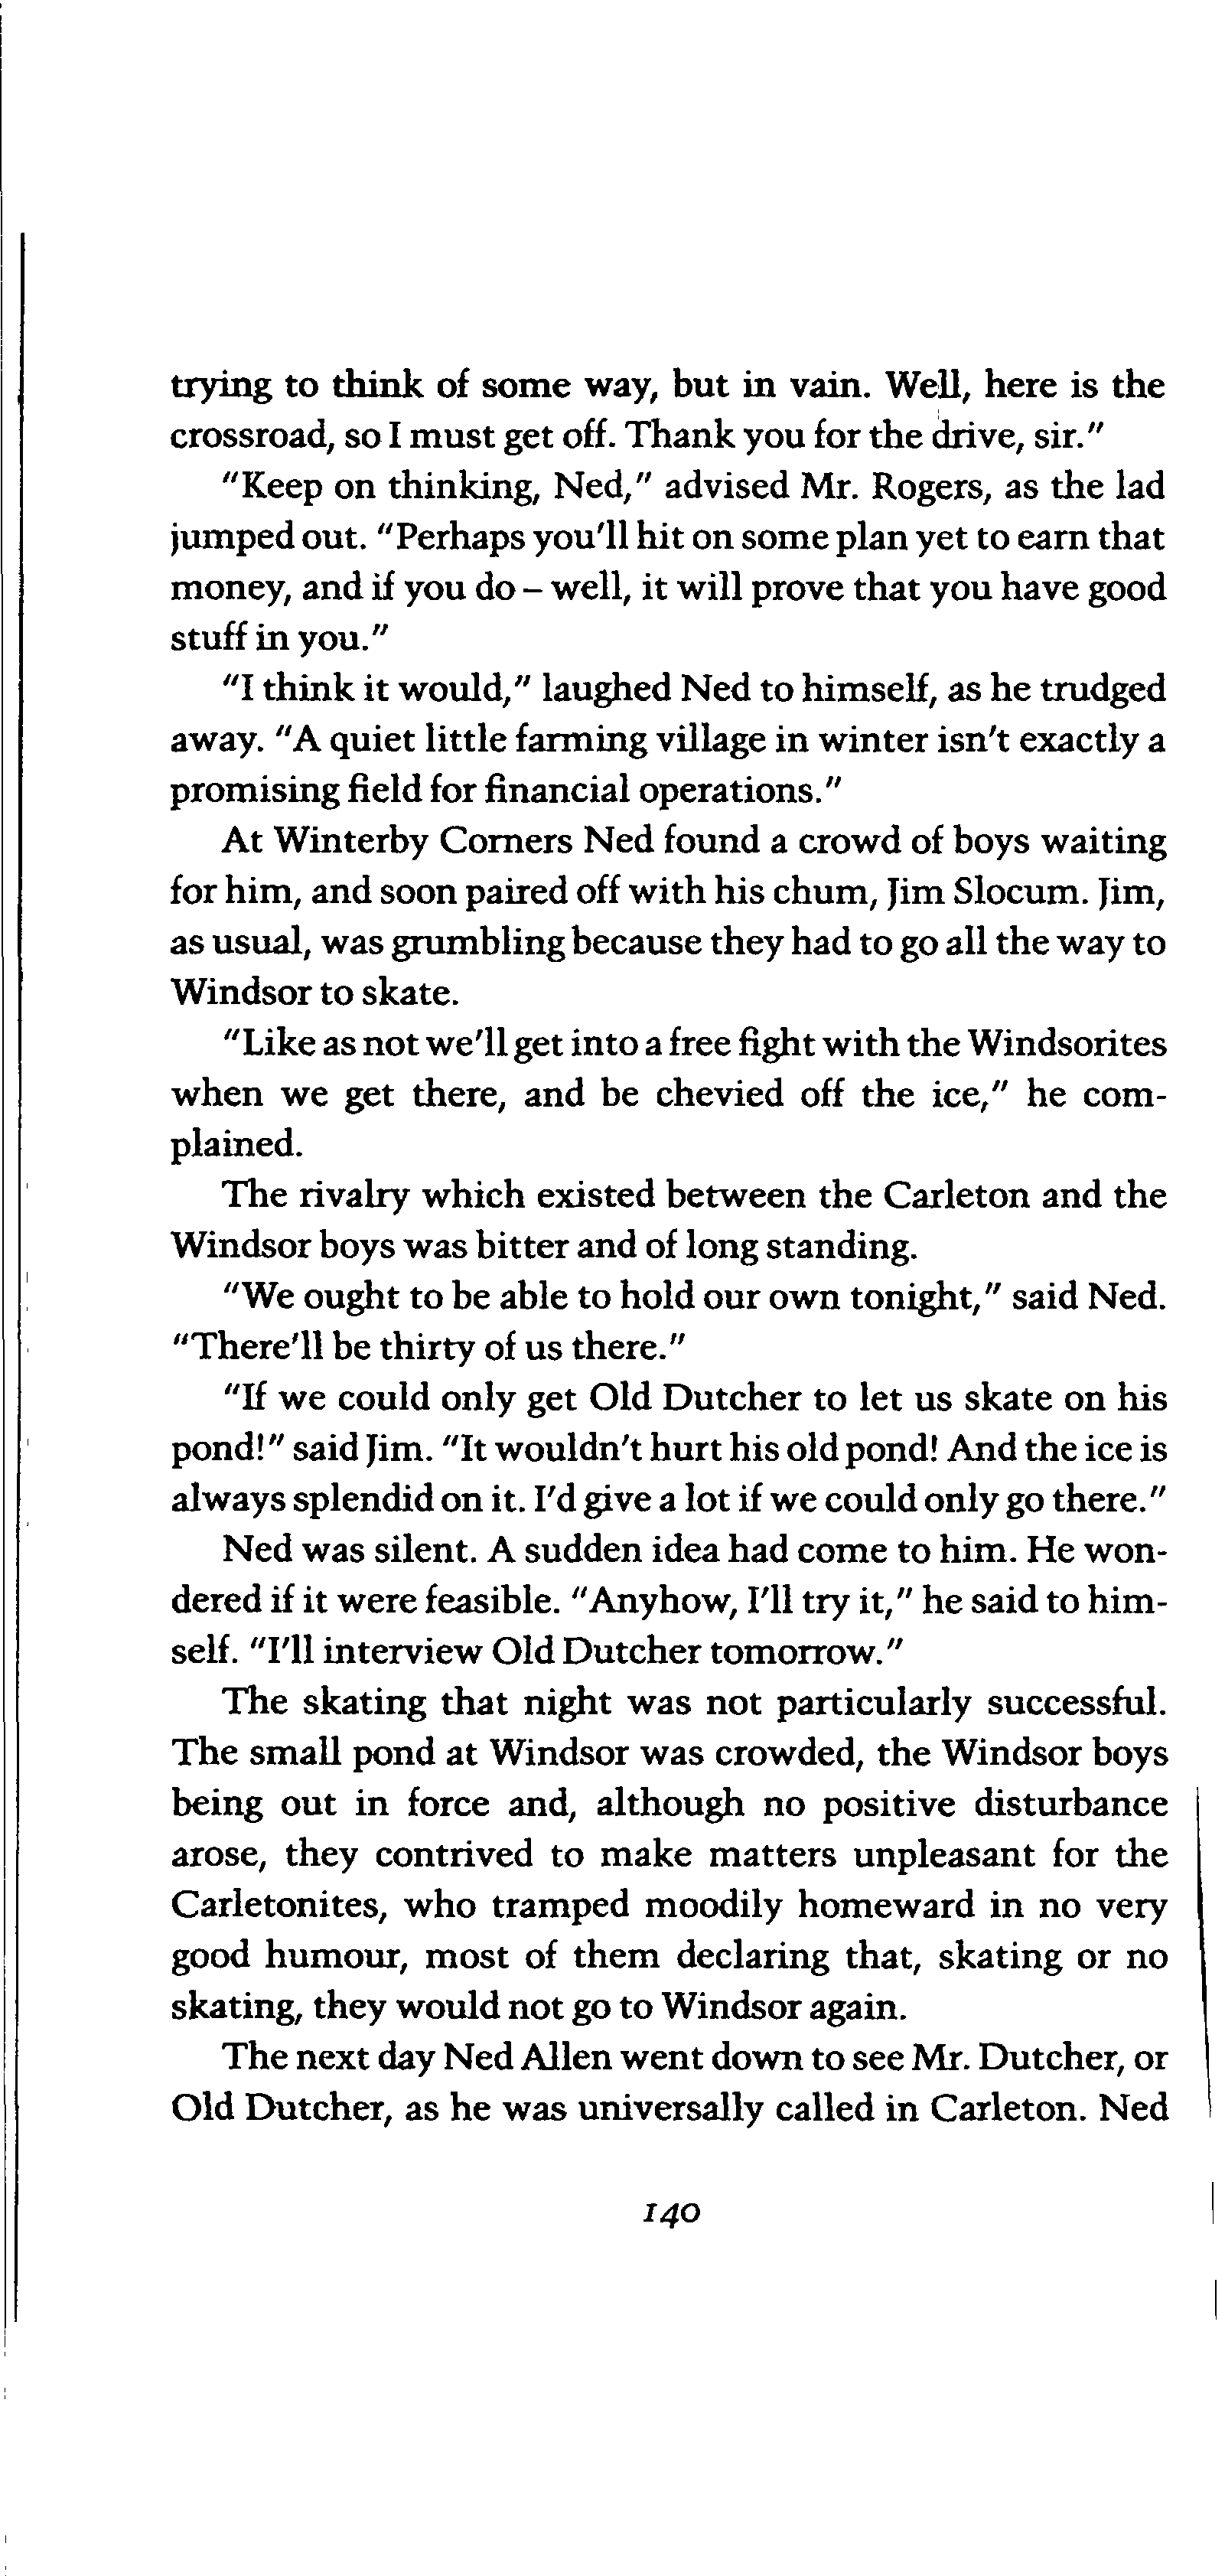 trying to think of some way, but in vain. Well, here is the
crossroad, so I must get off. Thank you for the drive, sir."
"Keep on thinking, Ned," advised Mr. Rogers, as the lad
jumped out. "Perhaps you'll hit on some plan yet to earn that
money, and if you do – well, it will prove that you have good
stuff in you."
"I think it would," laughed Ned to himself, as he trudged
away. "A quiet little farming village in winter isn't exactly a
promising field for financial operations."
At Winterby Corners Ned found a crowd of boys waiting
for him, and soon paired off with his chum, Jim Slocum. Jim,
as usual, was grumbling because they had to go all the way to
Windsor to skate.
"Like as not we'll get into a free fight with the Windsorites
when we get there, and be chevied off the ice," he com-
plained.
The rivalry which existed between the Carleton and the
Windsor boys was bitter and of long standing.
"We ought to be able to hold our own tonight," said Ned.
"There'll be thirty of us there."
"If we could only get Old Dutcher to let us skate on his
pond!" said Jim. "It wouldn't hurt his old pond! And the ice is
always splendid on it. I'd give a lot if we could only go there."
Ned was silent. A sudden idea had come to him. He won-
dered if it were feasible. "Anyhow, I'll try it," he said to him-
self. "I'll interview Old Dutcher tomorrow."
The skating that night was not particularly successful.
The small pond at Windsor was crowded, the Windsor boys
being out in force and, although no positive disturbance
arose, they contrived to make matters unpleasant for the
Carletonites, who tramped moodily homeward in no very
good humour, most of them declaring that, skating or no
skating, they would not go to Windsor again.
The next day Ned Allen went down to see Mr. Dutcher, or
Old Dutcher, as he was universally called in Carleton. Ned
140